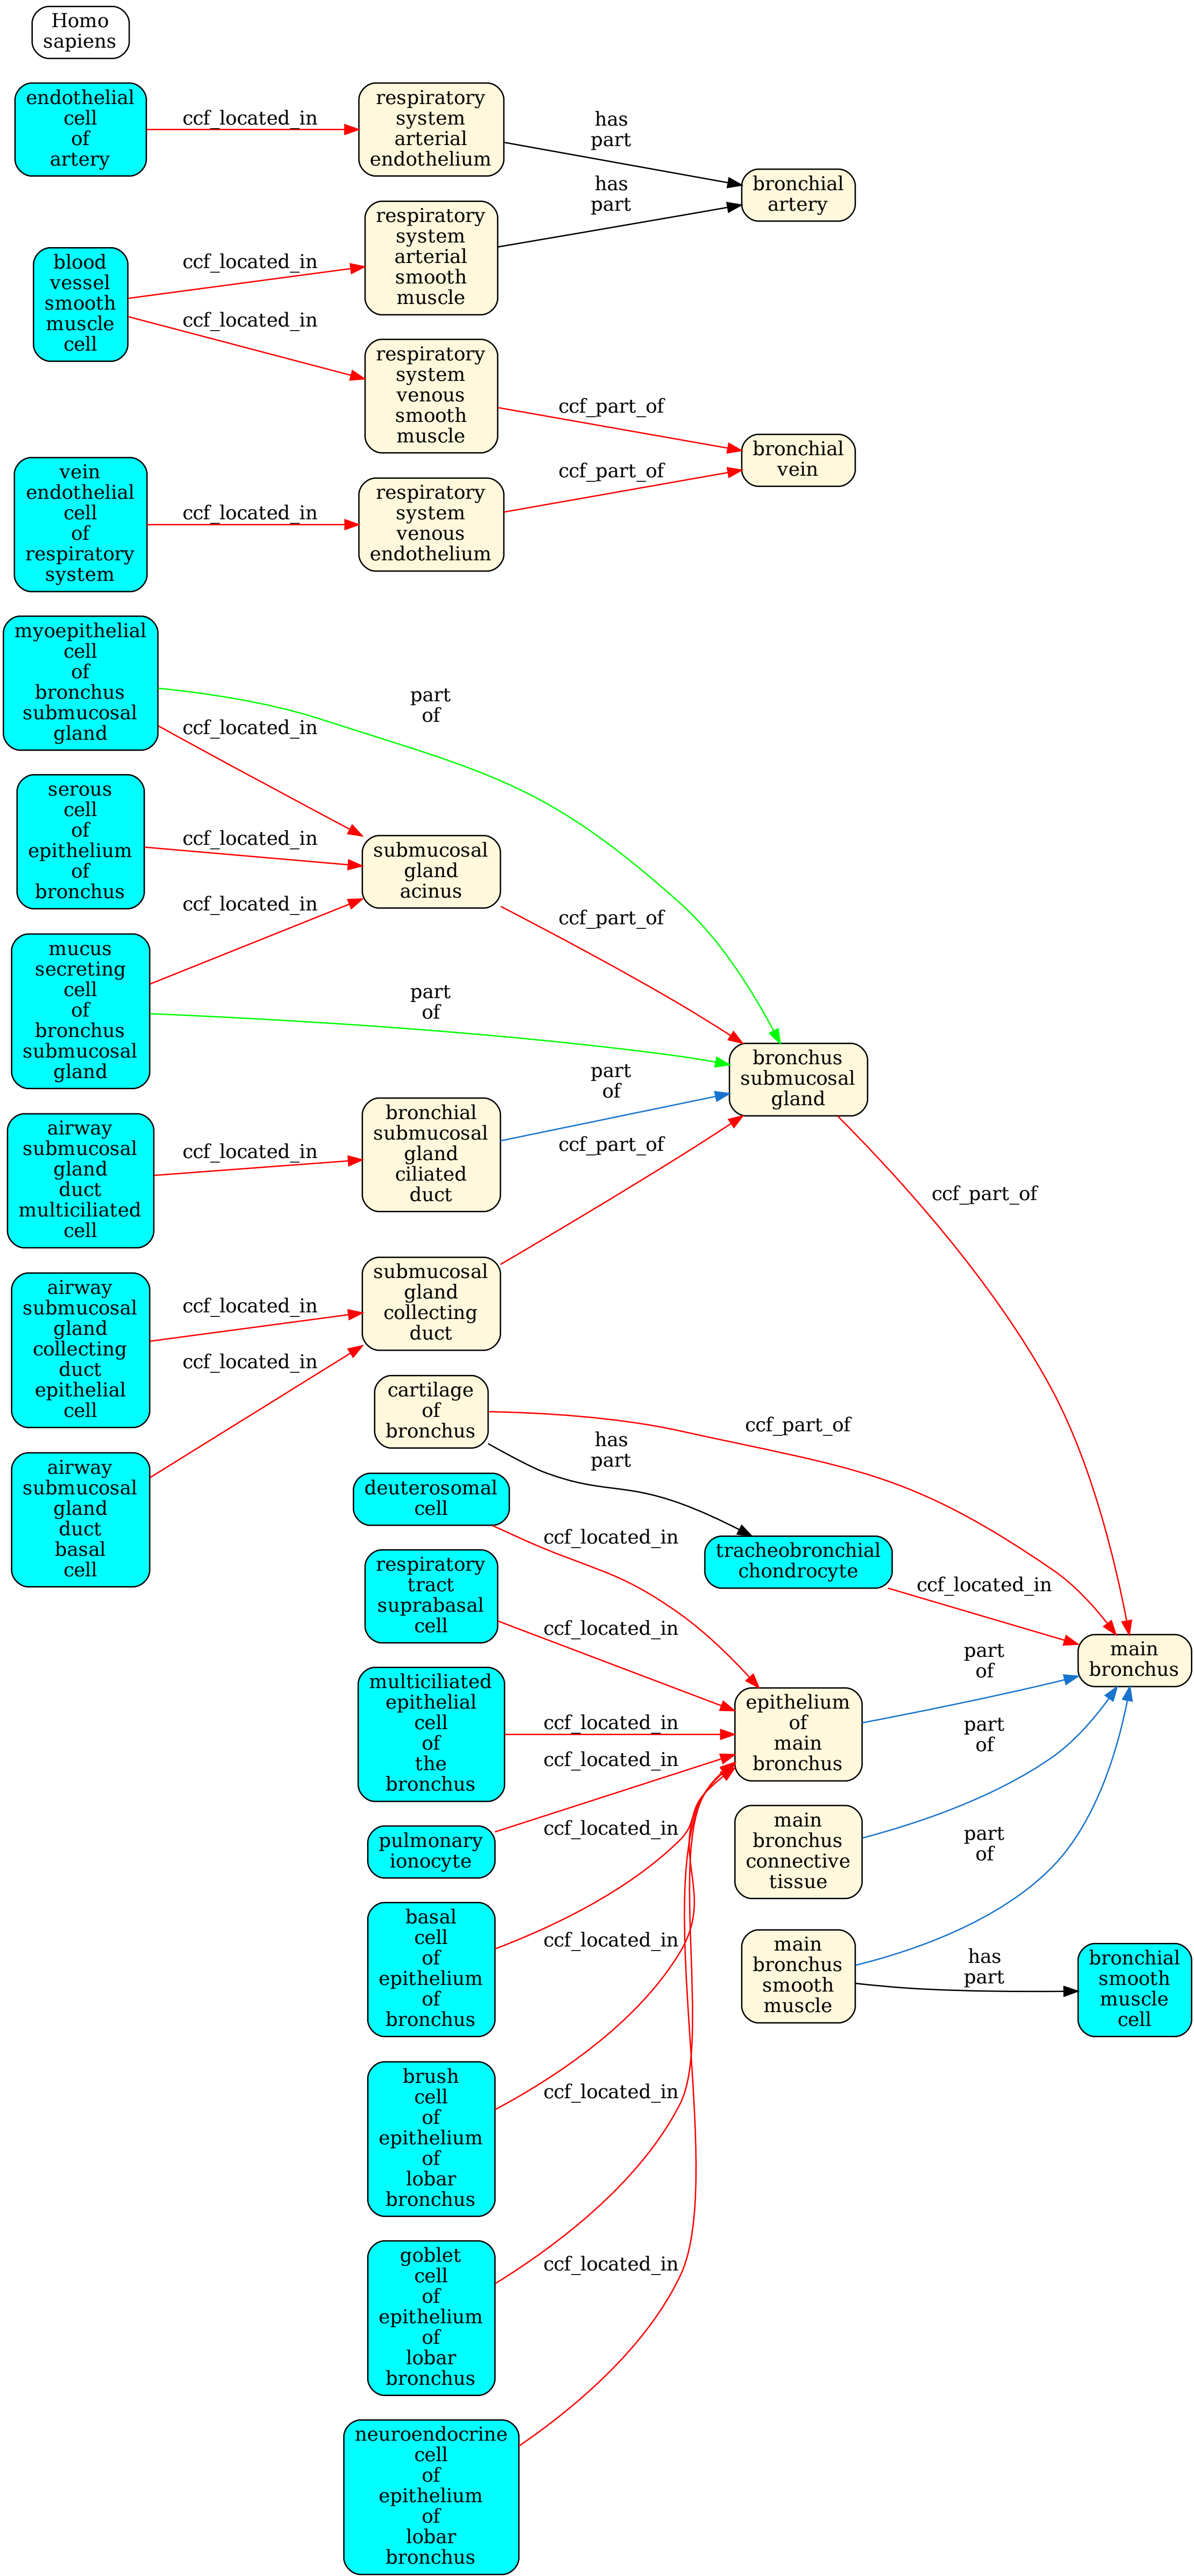 Homo
sapiens
endothelial
cell
of
artery
ccf_located_in
respiratory
system
arterial
endothelium
has
part
bronchial
artery
blood
vessel
smooth
muscle
cell
ccf_located_in
ccf_located_in
respiratory
system
arterial
smooth
muscle
has
part
respiratory
system
venous
smooth
muscle
ccf_part_of
bronchial
vein
vein
endothelial
cell
of
respiratory
system
ccf_located_in
respiratory
system
venous
endothelium
ccf_part_of
myoepithelial
cell
of
bronchus
submucosal
gland
part
of
ccf_located_in
serous
cell
of
epithelium
of
bronchus
ccf_located_in
submucosal
gland
acinus
ccf_part_of
mucus
secreting
cell
of
bronchus
submucosal
gland
ccf_located_in
part
of
bronchus
submucosal
gland
ccf_part_of
airway
submucosal
gland
duct
multiciliated
cell
ccf_located_in
bronchial
submucosal
gland
ciliated
duct
part
of
airway
submucosal
gland
collecting
duct
epithelial
cell
ccf_located_in
submucosal
gland
collecting
duct
ccf_part_of
airway
submucosal
gland
duct
basal
cell
ccf_located_in
cartilage
of
bronchus
ccf_part_of
has
part
tracheobronchial
chondrocyte
ccf_located_in
main
bronchus
deuterosomal
cell
ccf_located_in
respiratory
tract
suprabasal
cell
ccf_located_in
multiciliated
epithelial
cell
of
the
bronchus
ccf_located_in
epithelium
of
main
bronchus
part
of
pulmonary
ionocyte
ccf_located_in
main
bronchus
connective
tissue
part
of
basal
cell
of
epithelium
of
bronchus
ccf_located_in
main
bronchus
smooth
muscle
part
of
has
part
bronchial
smooth
muscle
cell
brush
cell
of
epithelium
of
lobar
bronchus
ccf_located_in
goblet
cell
of
epithelium
of
lobar
bronchus
ccf_located_in
neuroendocrine
cell
of
epithelium
of
lobar
bronchus
ccf_located_in